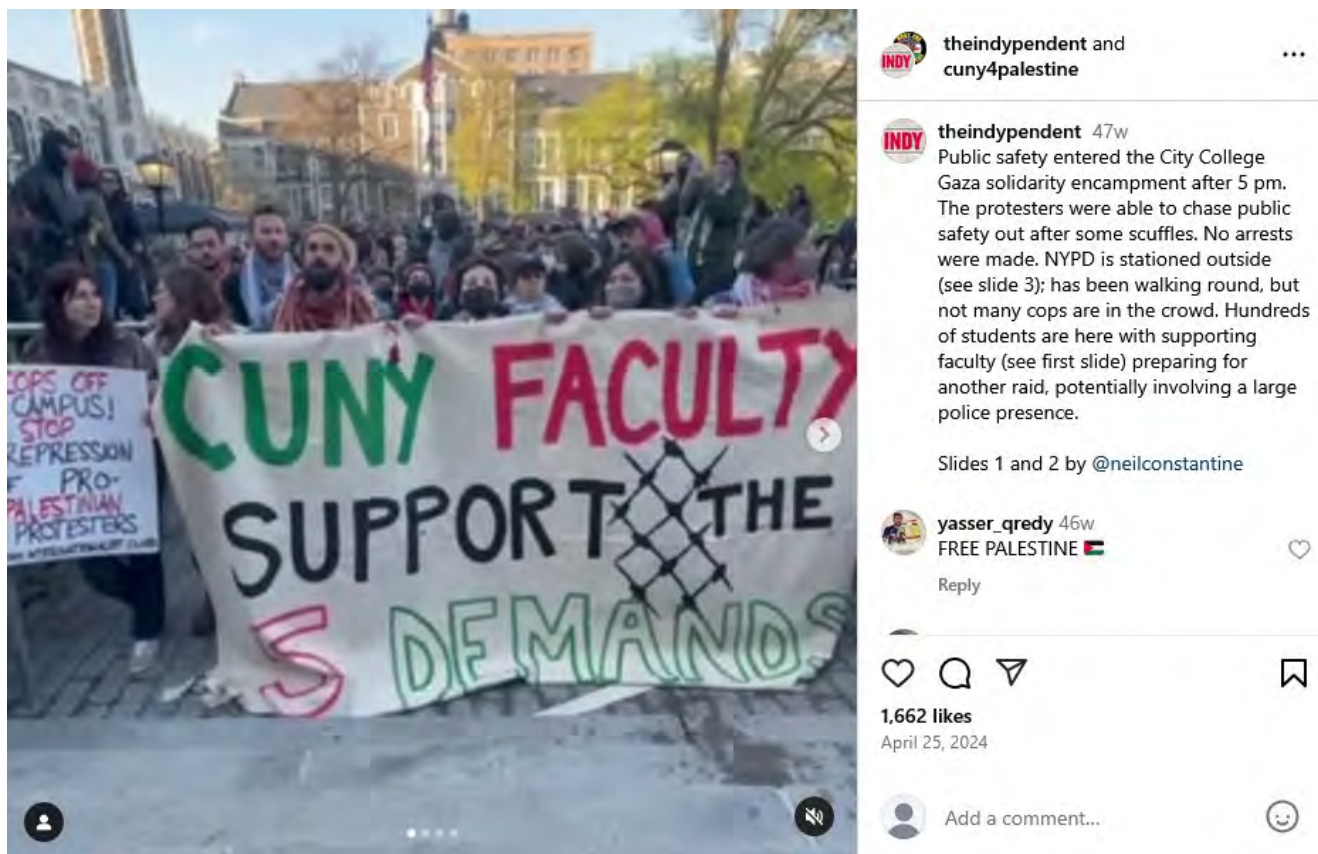 CUNY FACULTY
SUPPORT THE
5 DEMANDS
COPS OFF
CAMPUS!
STOP
REPRESSION
PRO-
PALESTINIAN
PROTESTERS
INDY
theindypendent and
cuny4palestine
INDY
theindypendent 47w
Public safety entered the City College
Gaza solidarity encampment after 5 pm.
The protesters were able to chase public
safety out after some scuffles. No arrests
were made. NYPD is stationed outside
(see slide 3); has been walking round, but
not many cops are in the crowd. Hundreds
of students are here with supporting
faculty (see first slide) preparing for
another raid, potentially involving a large
police presence.
Slides 1 and 2 by @neilconstantine
yasser_qredy 46w
FREE PALESTINE 🇵🇸
Reply
1,662 likes
April 25, 2024
Add a comment...